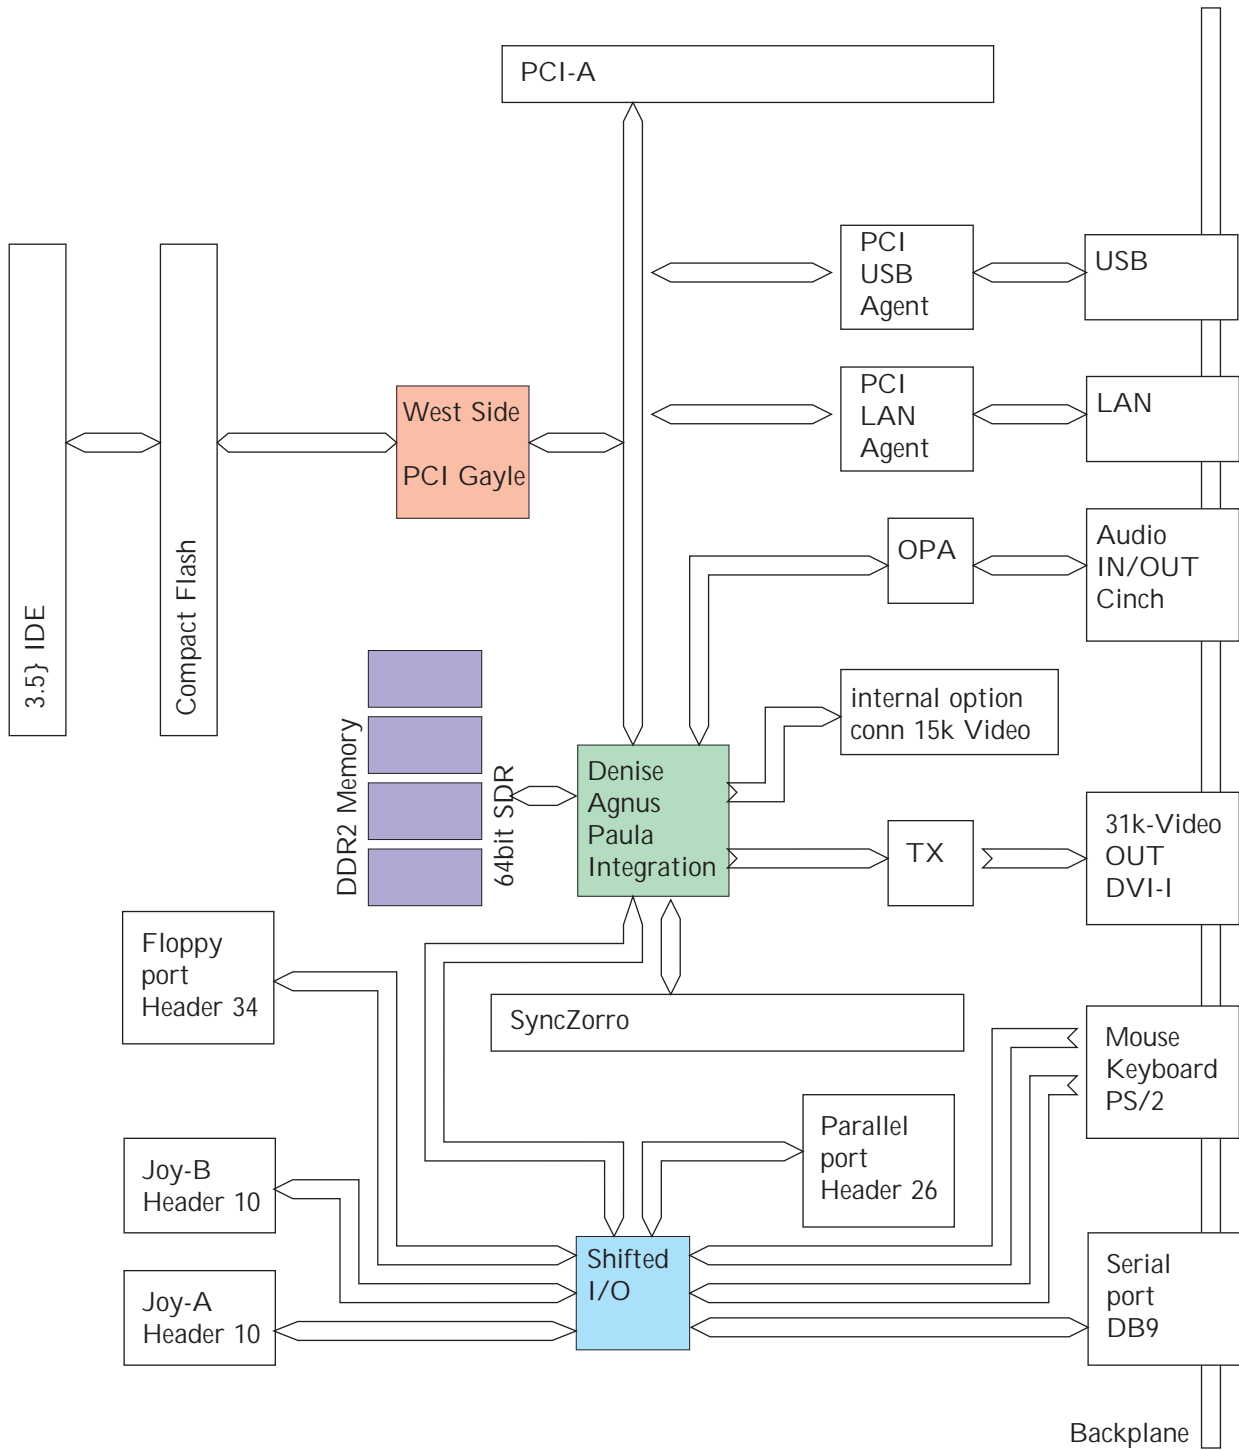 PCI-A
PCI
USB
Agent
USB
PCI
LAN
Agent
LAN
West Side
PCI Gayle
3.5} IDE
Compact Flash
OPA
Audio
IN/OUT
Cinch
internal option
conn 15k Video
DDR2 Memory
64bit SDR
Denise
Agnus
Paula
Integration
TX
31k-Video
OUT
DVI-I
Floppy
port
Header 34
SyncZorro
Mouse
Keyboard
PS/2
Parallel
port
Header 26
Joy-B
Header 10
Shifted
I/O
Joy-A
Header 10
Serial
port
DB9
Backplane